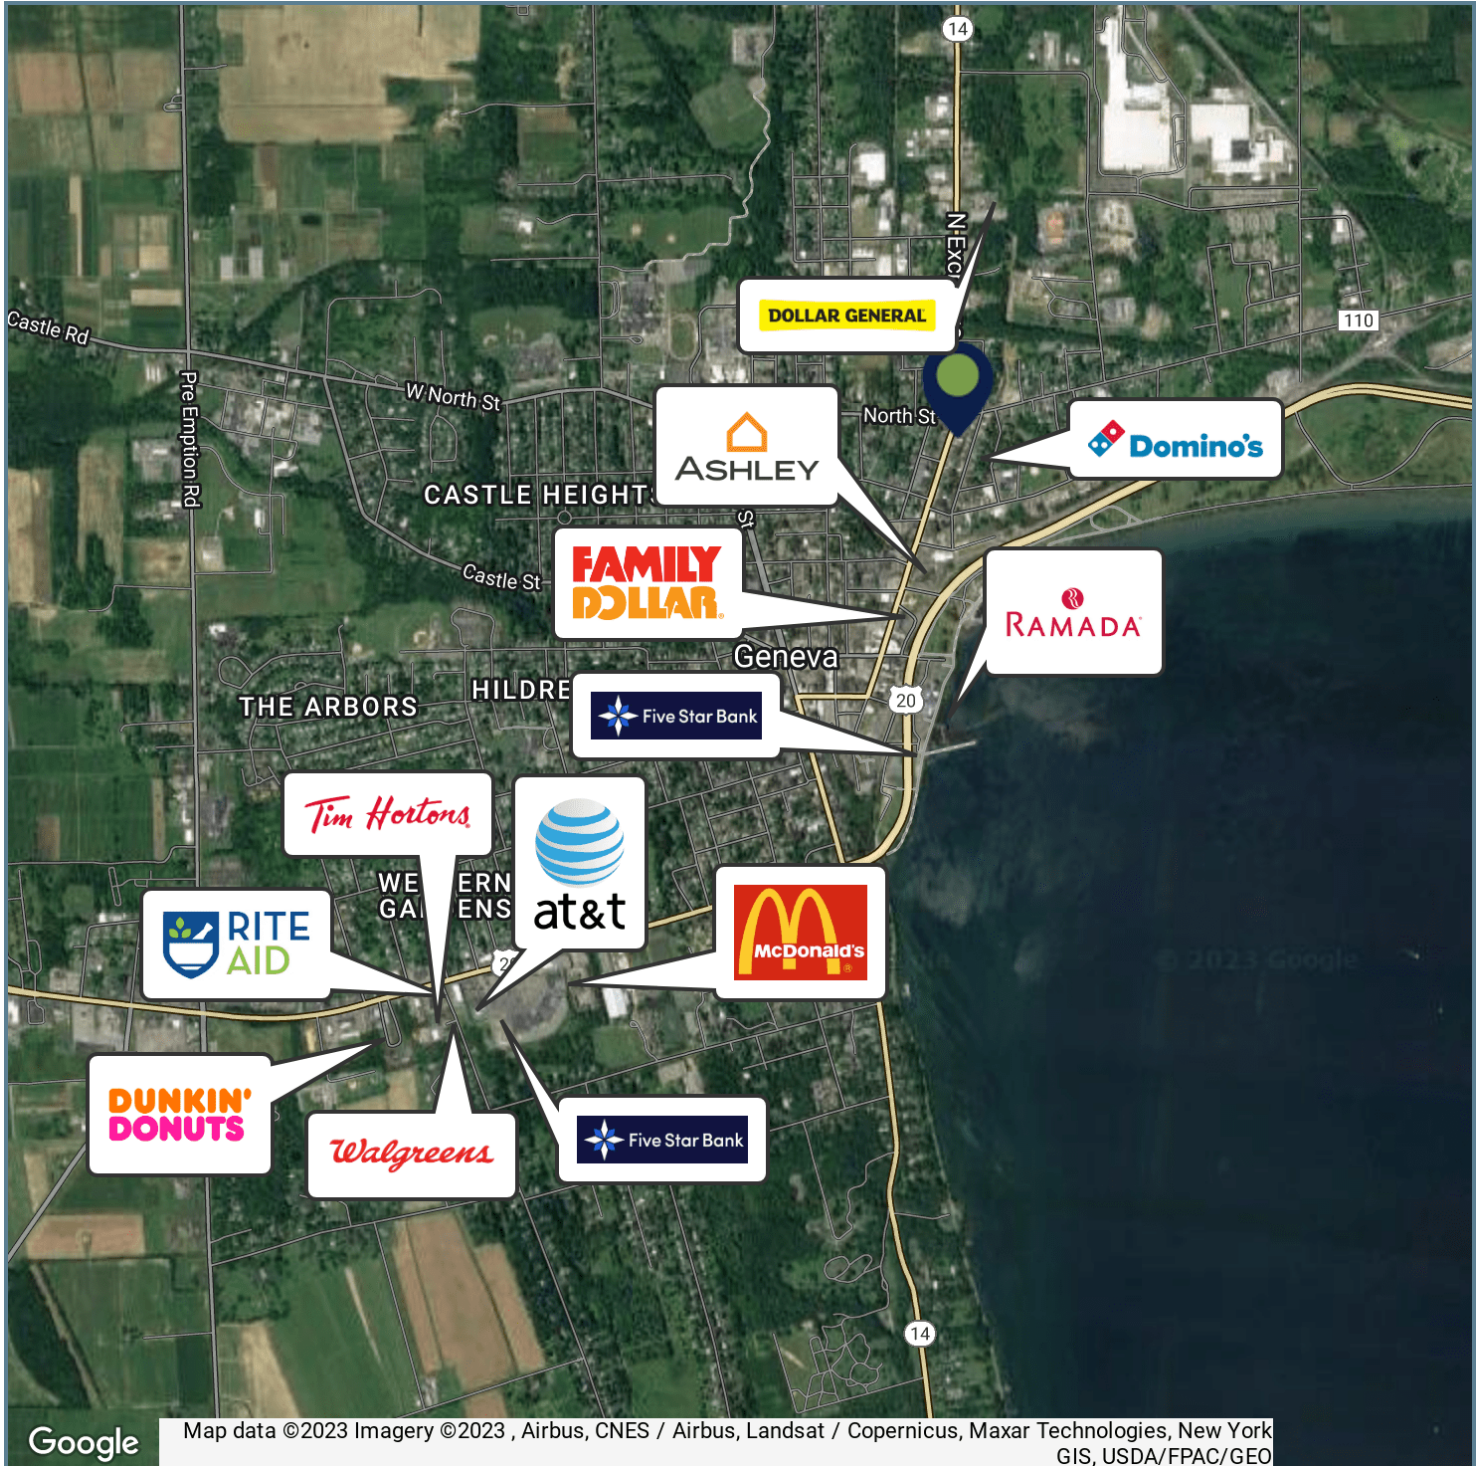 14
N Exc
DOLLAR GENERAL
110
Castle Rd
Pre Emption Rd
W North St
North St
ASHLEY
Domino's
CASTLE HEIGHTS
St
FAMILY
DOLLAR
Castle St
RAMADA
Geneva
HILDRE
THE ARBORS
20
Five Star Bank
Tim Hortons
at&t
WE ERN
GA ENS
RITE
AID
McDonald's
2
DUNKIN'
DONUTS
Walgreens
Five Star Bank
© 2023 Google
14
Google
Map data ©2023 Imagery ©2023 , Airbus, CNES / Airbus, Landsat / Copernicus, Maxar Technologies, New York
GIS, USDA/FPAC/GEO